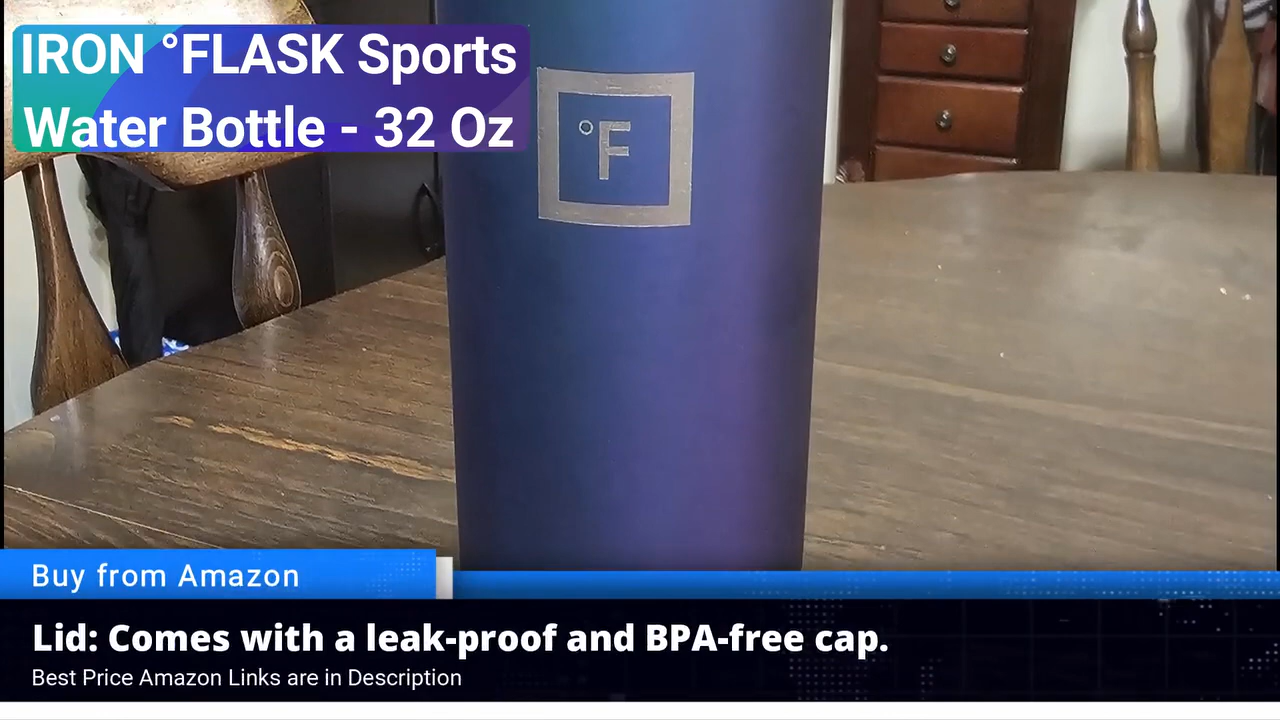 IRON °FLASK Sports
Water Bottle - 32 Oz
°F
Buy from Amazon
Lid: Comes with a leak-proof and BPA-free cap.
Best Price Amazon Links are in Description